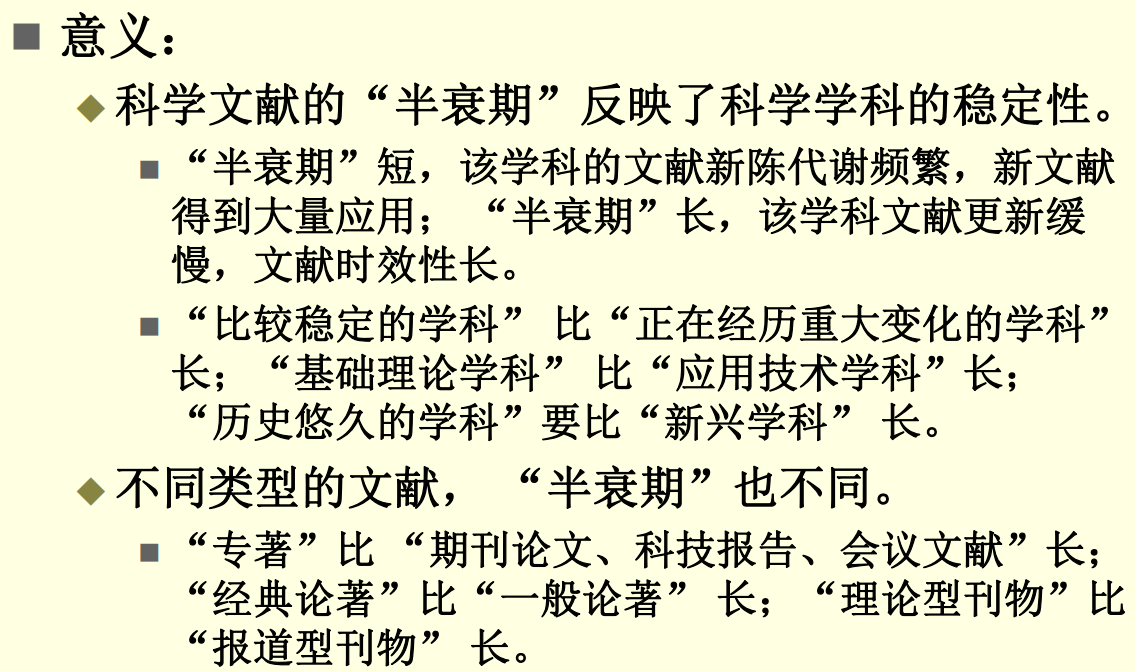 意义：
科学文献的“半衰期”反映了科学学科的稳定性。
“半衰期”短，该学科的文献新陈代谢频繁，新文献
得到大量应用； “半衰期”长，该学科文献更新缓
慢，文献时效性长。
“比较稳定的学科” 比“正在经历重大变化的学科”
长； “基础理论学科” 比“应用技术学科”长；
“历史悠久的学科”要比“新兴学科” 长。
不同类型的文献， “半衰期”也不同。
“专著”比 “期刊论文、科技报告、会议文献”长；
“经典论著”比“一般论著” 长； “理论型刊物”比
“报道型刊物” 长。